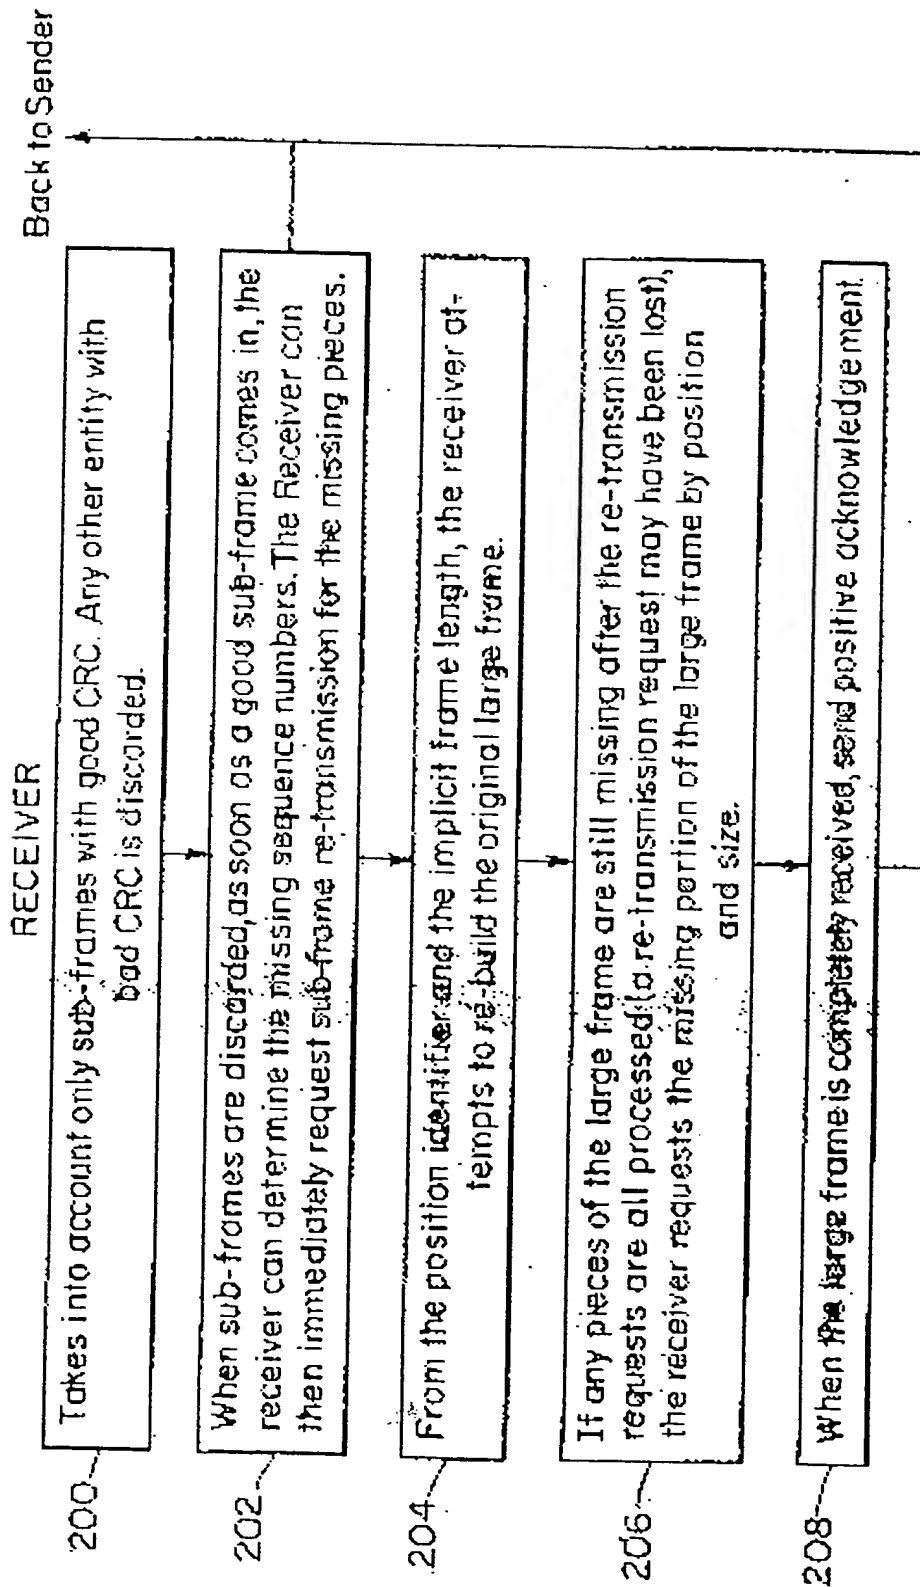 RECEIVER
Back to Sender
200
Takes into account only sub-frames with good CRC. Any other entity with
bad CRC is discarded.
202
When sub-frames are discarded, as soon as a good sub-frame comes in, the
receiver can determine the missing sequence numbers. The Receiver can
then immediately request sub-frame re-transmission for the missing pieces.
204
From the position identifier and the implicit frame length, the receiver at-
tempts to re-build the original large frame.
206
If any pieces of the large frame are still missing after the re-transmission
requests are all processed (a re-transmission request may have been lost),
the receiver requests the missing portion of the large frame by position
and size.
208
When the large frame is completely received, send positive acknowledgement.